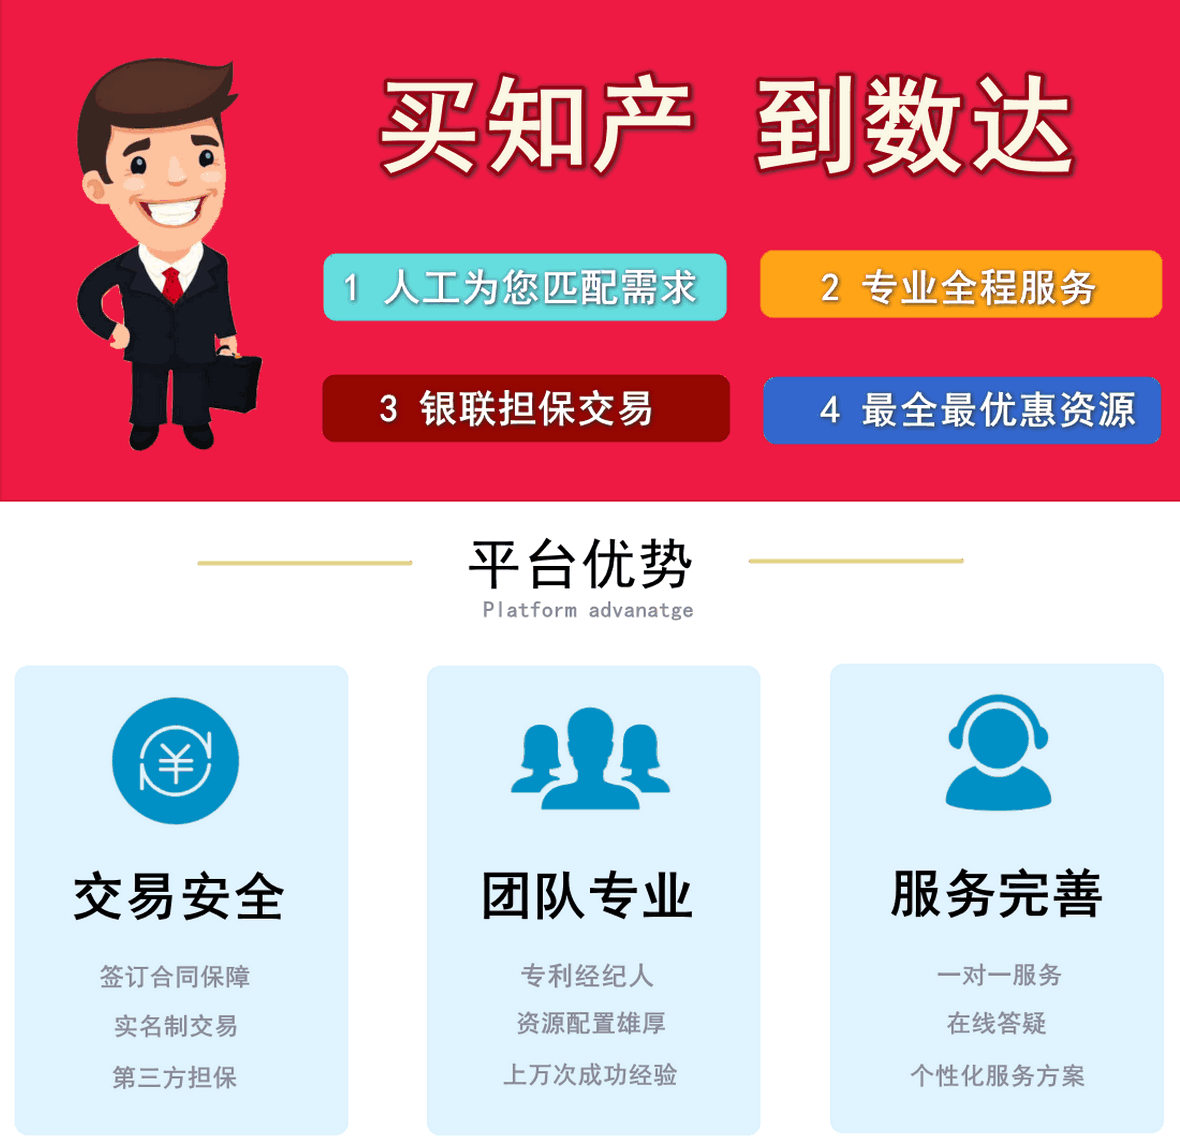 买知产 到数达
1 人工为您匹配需求
2 专业全程服务
3 银联担保交易
4 最全最优惠资源
平台优势
Platform advanatge
交易安全
签订合同保障
实名制交易
第三方担保
团队专业
专利经纪人
资源配置雄厚
上万次成功经验
服务完善
一对一服务
在线答疑
个性化服务方案